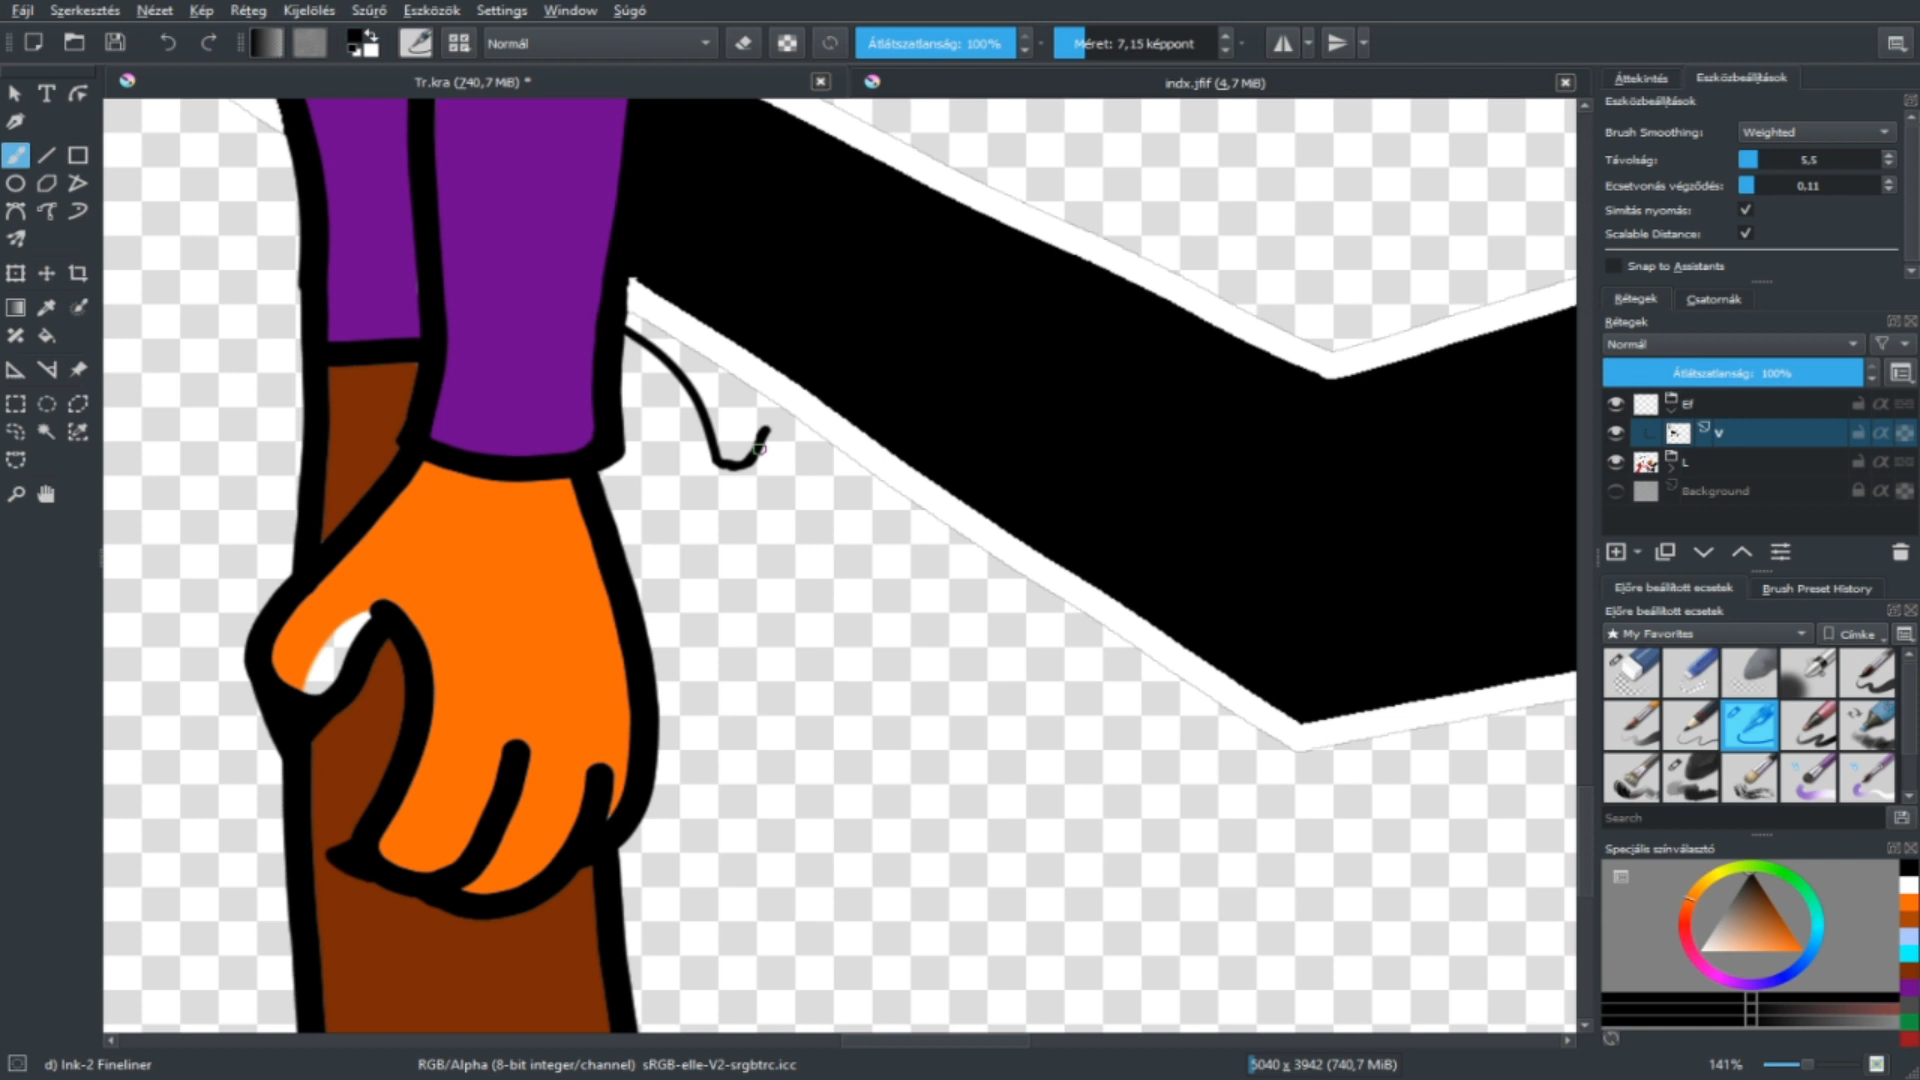 Fájl Szerkesztés Nézet Kép Réteg Kijelölés Szűrő Eszközök Settings Window Súgó
Normál Átlátszatlanság: 100% Méret: 7,15 képpont
Tr.kra (740,7 MiB) * indx.jfif (4,7 MiB)
Áttekintés Eszközbeállítások
Eszközbeállítások
Brush Smoothing: Weighted
Távolság: 5,5
Ecsetvonás végződés: 0,11
Simítás nyomás:
Scalable Distance:
Snap to Assistants
Rétegek Csatornák
Rétegek
Normál
Átlátszatlanság: 100%
Ef
V
L
Background
Előre beállított ecsetek Brush Preset History
Előre beállított ecsetek
★ My Favorites Címke
Search
Speciális színválasztó
d) Ink-2 Fineliner RGB/Alpha (8-bit integer/channel) sRGB-elle-V2-srgbtrc.icc 5040 x 3942 (740,7 MiB) 141%